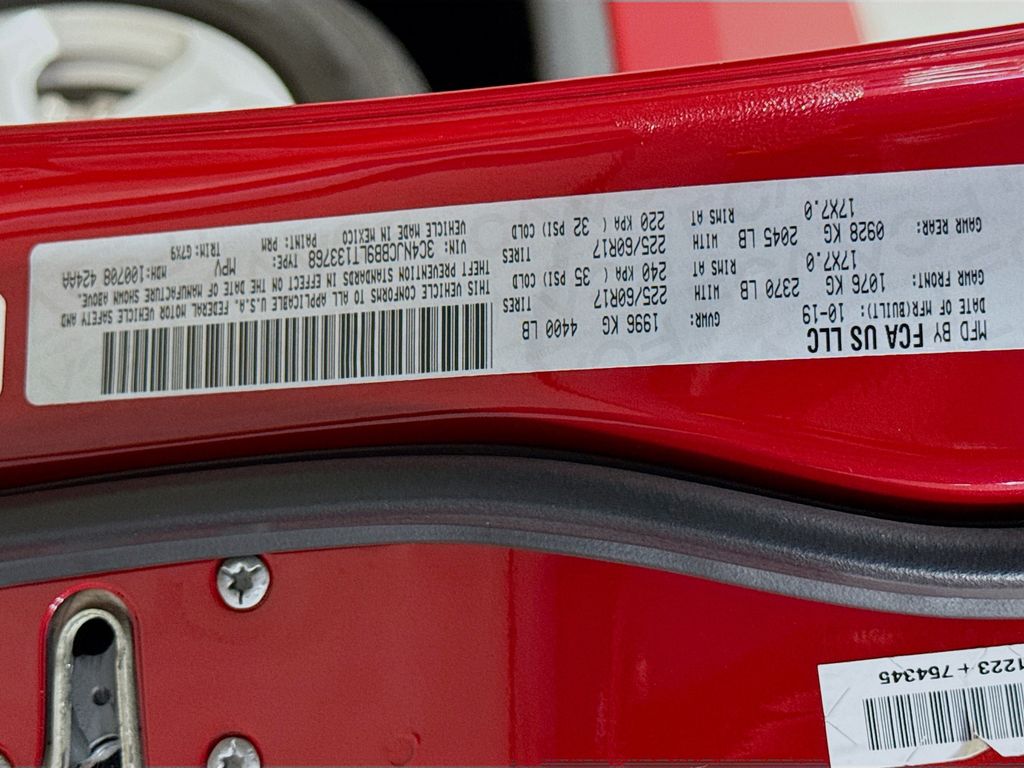 MFD BY FCA US LLC
DATE OF MFR(BUILT): 10-19 GVWR: 1996 KG 4400 LB
GAWR FRONT: 1076 KG 2370 LB WITH TIRES 225/60R17
17X7.0 RIMS AT 240 KPA ( 35 PSI) COLD
GAWR REAR: 0928 KG 2045 LB WITH TIRES 225/60R17
17X7.0 RIMS AT 220 KPA ( 32 PSI) COLD
THIS VEHICLE CONFORMS TO ALL APPLICABLE U.S.A. FEDERAL MOTOR VEHICLE SAFETY AND
THEFT PREVENTION STANDARDS IN EFFECT ON THE DATE OF MANUFACTURE SHOWN ABOVE.
VIN: 3C4NJCBB9LT133768 TYPE: MPV MDH: 100708 424AA
VEHICLE MADE IN MEXICO PAINT: PRM TRIM: G7X9
1223 +